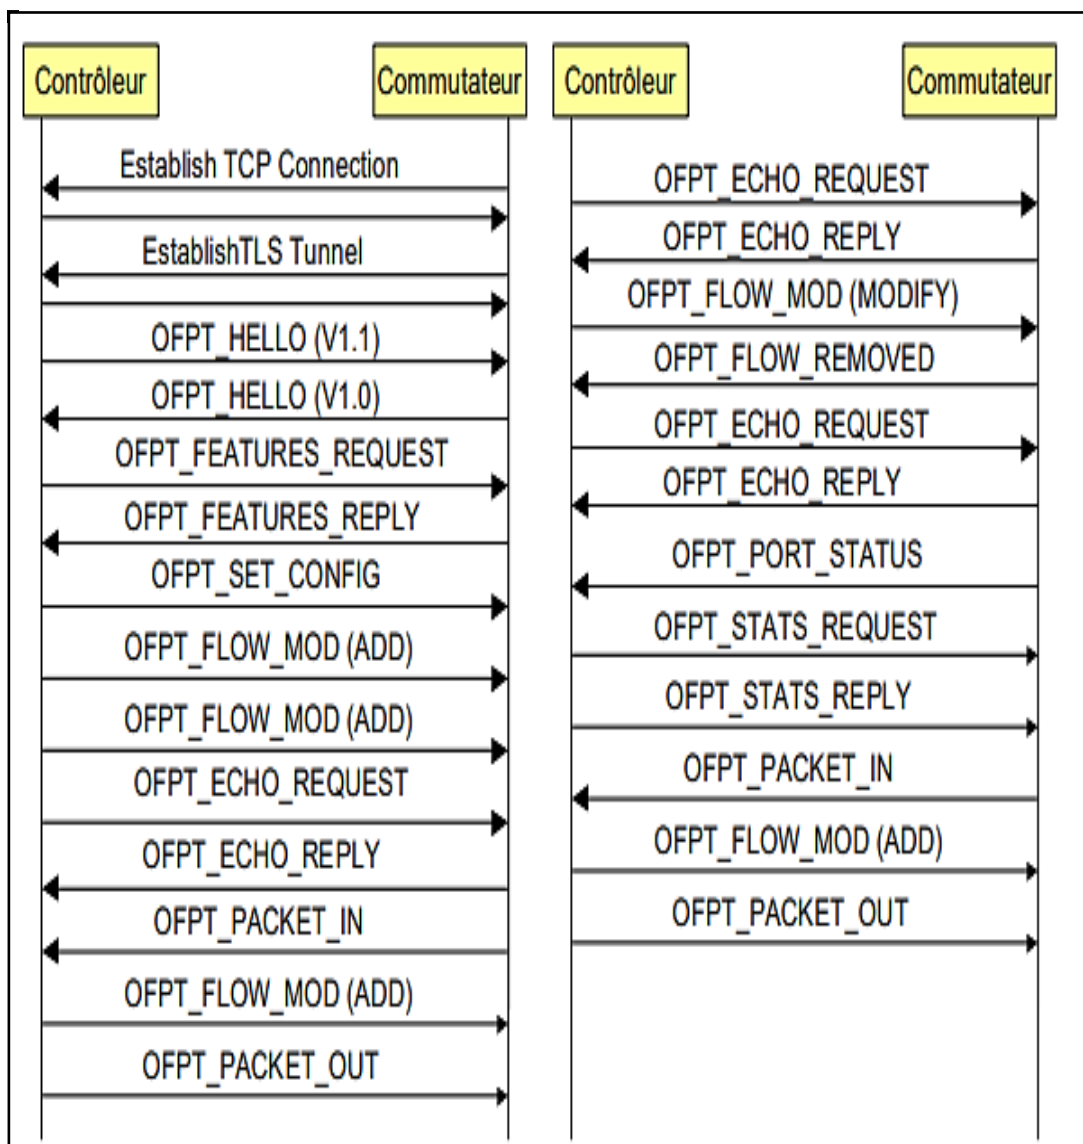 Contrôleur
Commutateur
Establish TCP Connection
EstablishTLS Tunnel
OFPT_HELLO (V1.1)
OFPT_HELLO (V1.0)
OFPT_FEATURES_REQUEST
OFPT_FEATURES_REPLY
OFPT_SET_CONFIG
OFPT_FLOW_MOD (ADD)
OFPT_FLOW_MOD (ADD)
OFPT_ECHO_REQUEST
OFPT_ECHO_REPLY
OFPT_PACKET_IN
OFPT_FLOW_MOD (ADD)
OFPT_PACKET_OUT
Contrôleur
Commutateur
OFPT_ECHO_REQUEST
OFPT_ECHO_REPLY
OFPT_FLOW_MOD (MODIFY)
OFPT_FLOW_REMOVED
OFPT_ECHO_REQUEST
OFPT_ECHO_REPLY
OFPT_PORT_STATUS
OFPT_STATS_REQUEST
OFPT_STATS_REPLY
OFPT_PACKET_IN
OFPT_FLOW_MOD (ADD)
OFPT_PACKET_OUT